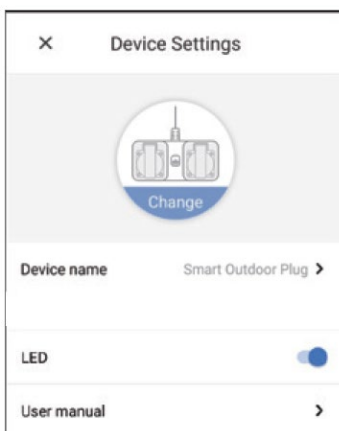 Device Settings
Change
Device name Smart Outdoor Plug
LED
User manual